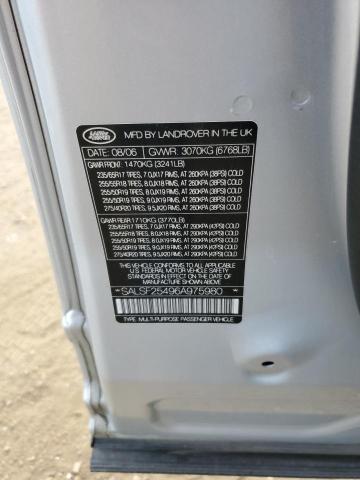 LAND ROVER
MFD BY LANDROVER IN THE UK
DATE: 08/06 GVWR: 3070KG (6768LB)
GAWR FRONT: 1470KG (3241LB)
235/65R17 TIRES, 7.0JX17 RIMS, AT 260KPA (38PSI) COLD
255/55R18 TIRES, 8.0JX18 RIMS, AT 260KPA (38PSI) COLD
255/50R19 TIRES, 8.0JX19 RIMS, AT 260KPA (38PSI) COLD
255/50R19 TIRES, 9.0JX19 RIMS, AT 260KPA (38PSI) COLD
275/40R20 TIRES, 9.5JX20 RIMS, AT 260KPA (38PSI) COLD
GAWR REAR: 1710KG (3770LB)
235/65R17 TIRES, 7.0JX17 RIMS, AT 290KPA (42PSI) COLD
255/55R18 TIRES, 8.0JX18 RIMS, AT 290KPA (42PSI) COLD
255/50R19 TIRES, 8.0JX19 RIMS, AT 290KPA (42PSI) COLD
255/50R19 TIRES, 9.0JX19 RIMS, AT 290KPA (42PSI) COLD
275/40R20 TIRES, 9.5JX20 RIMS, AT 290KPA (42PSI) COLD
THIS VEHICLE CONFORMS TO ALL APPLICABLE
U.S. FEDERAL MOTOR VEHICLE SAFETY AND
THEFT PREVENTION STANDARDS IN EFFECT ON
THE DATE OF MANUFACTURE SHOWN ABOVE.
*SALSF25496A975980*
TYPE: MULTI-PURPOSE PASSENGER VEHICLE